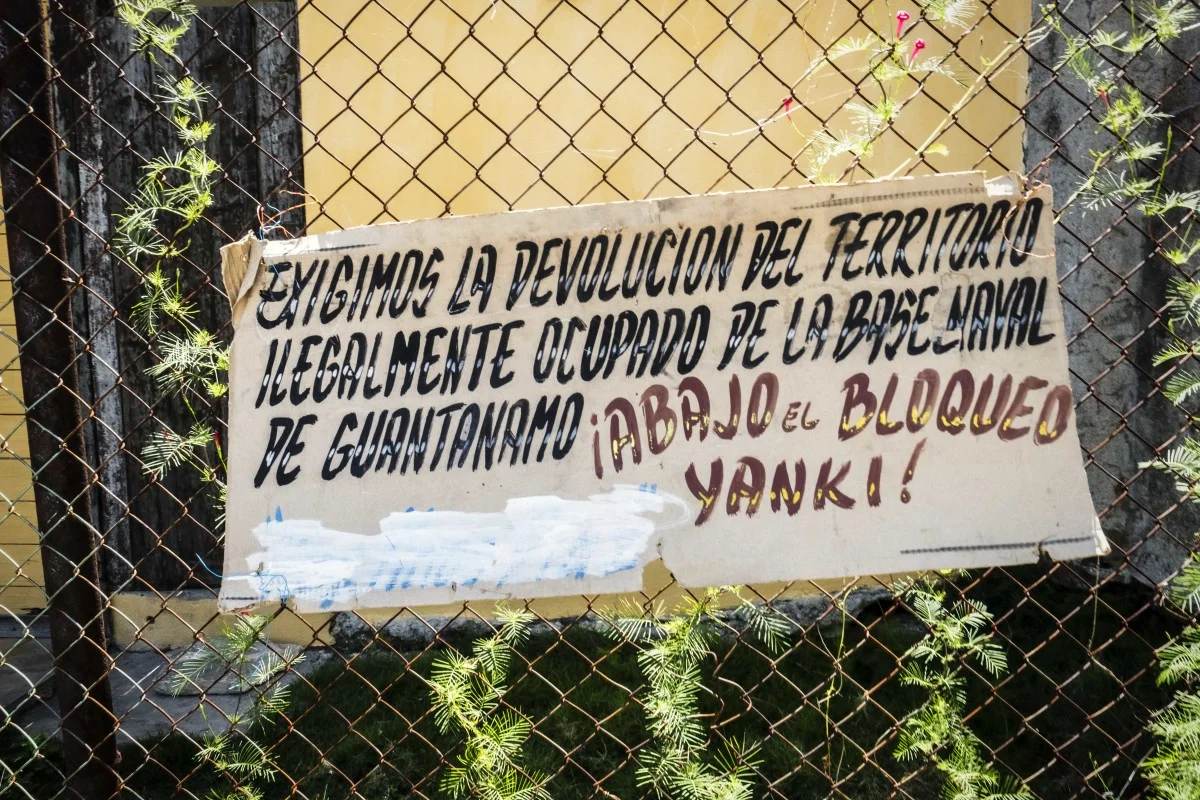 EXIGIMOS LA DEVOLUCION DEL TERRITORIO
ILEGALMENTE OCUPADO DE LA BASE NAVAL
DE GUANTANAMO ¡ABAJO EL BLOQUEO
YANKI!